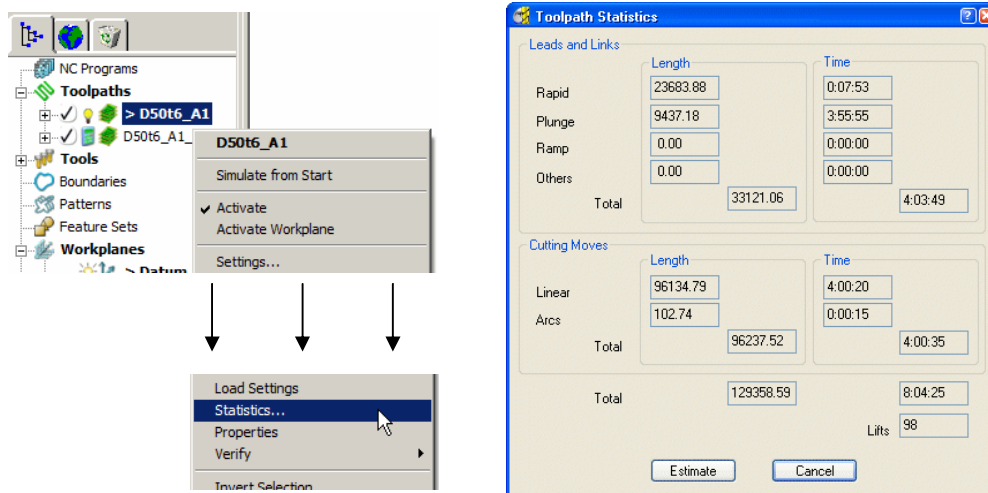 NC Programs
Toolpaths
> D50t6_A1
D50t6_A1_
Tools
Boundaries
Patterns
Feature Sets
Workplanes
> Datum
D50t6_A1
Simulate from Start
Activate
Activate Workplane
Settings...
Load Settings
Statistics...
Properties
Verify
Invert Selection
Toolpath Statistics
Leads and Links
Length Time
Rapid 23683.88 0:07:53
Plunge 9437.18 3:55:55
Ramp 0.00 0:00:00
Others 0.00 0:00:00
Total 33121.06 4:03:49
Cutting Moves
Length Time
Linear 96134.79 4:00:20
Arcs 102.74 0:00:15
Total 96237.52 4:00:35
Total 129358.59 8:04:25
Lifts 98
Estimate Cancel